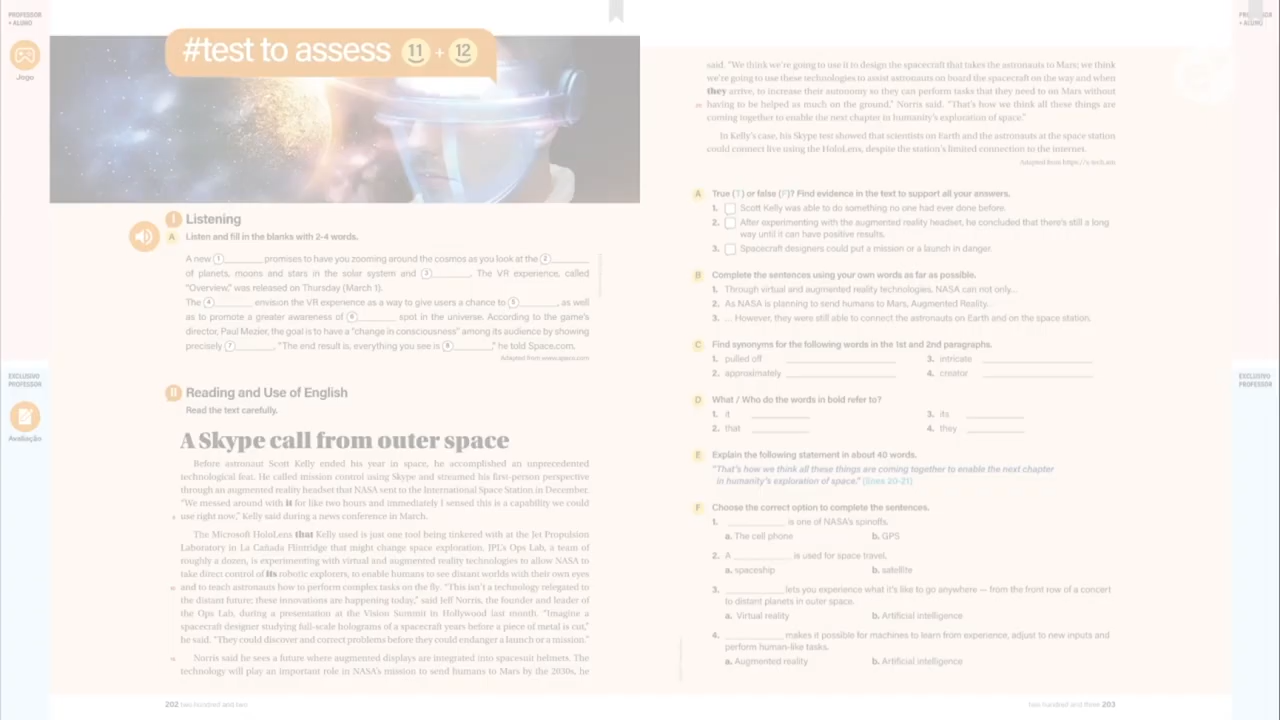 PROFESSOR
+ ALUNO
Jogo
EXCLUSIVO
PROFESSOR
Avaliação
#test to assess 11 + 12
I Listening
A Listen and fill in the blanks with 2-4 words.
A new 1 ________ promises to have you zooming around the cosmos as you look at the 2 ________
of planets, moons and stars in the solar system and 3 ________. The VR experience, called
"Overview," was released on Thursday (March 1).
The 4 ________ envision the VR experience as a way to give users a chance to 5 ________, as well
as to promote a greater awareness of 6 ________ spot in the universe. According to the game's
director, Paul Mezier, the goal is to have a "change in consciousness" among its audience by showing
precisely 7 ________. "The end result is, everything you see is 8 ________," he told Space.com.
Adapted from www.space.com
II Reading and Use of English
Read the text carefully.
A Skype call from outer space
Before astronaut Scott Kelly ended his year in space, he accomplished an unprecedented
technological feat. He called mission control using Skype and streamed his first-person perspective
through an augmented reality headset that NASA sent to the International Space Station in December.
"We messed around with it for like two hours and immediately I sensed this is a capability we could
5 use right now," Kelly said during a news conference in March.
The Microsoft HoloLens that Kelly used is just one tool being tinkered with at the Jet Propulsion
Laboratory in La Cañada Flintridge that might change space exploration. JPL's Ops Lab, a team of
roughly a dozen, is experimenting with virtual and augmented reality technologies to allow NASA to
take direct control of its robotic explorers, to enable humans to see distant worlds with their own eyes
10 and to teach astronauts how to perform complex tasks on the fly. "This isn't a technology relegated to
the distant future; these innovations are happening today," said Jeff Norris, the founder and leader of
the Ops Lab, during a presentation at the Vision Summit in Hollywood last month. "Imagine a
spacecraft designer studying full-scale holograms of a spacecraft years before a piece of metal is cut,"
he said. "They could discover and correct problems before they could endanger a launch or a mission."
15 Norris said he sees a future where augmented displays are integrated into spacesuit helmets. The
technology will play an important role in NASA's mission to send humans to Mars by the 2030s, he
202 two hundred and two
said. "We think we're going to use it to design the spacecraft that takes the astronauts to Mars; we think
we're going to use these technologies to assist astronauts on board the spacecraft on the way and when
they arrive, to increase their autonomy so they can perform tasks that they need to on Mars without
20 having to be helped as much on the ground," Norris said. "That's how we think all these things are
coming together to enable the next chapter in humanity's exploration of space."
In Kelly's case, his Skype test showed that scientists on Earth and the astronauts at the space station
could connect live using the HoloLens, despite the station's limited connection to the internet.
A True (T) or false (F)? Find evidence in the text to support all your answers.
1. Scott Kelly was able to do something no one had ever done before.
2. After experimenting with the augmented reality headset, he concluded that there's still a long
way until it can have positive results.
3. Spacecraft designers could put a mission or a launch in danger.
B Complete the sentences using your own words as far as possible.
1. Through virtual and augmented reality technologies, NASA can not only...
2. As NASA is planning to send humans to Mars, Augmented Reality...
3. ... However, they were still able to connect the astronauts on Earth and on the space station.
C Find synonyms for the following words in the 1st and 2nd paragraphs.
1. pulled off ________ 3. intricate ________
2. approximately ________ 4. creator ________
D What / Who do the words in bold refer to?
1. it ________ 3. its ________
2. that ________ 4. they ________
E Explain the following statement in about 40 words.
"That's how we think all these things are coming together to enable the next chapter
in humanity's exploration of space." (lines 20-21)
F Choose the correct option to complete the sentences.
1. ________ is one of NASA's spinoffs.
a. The cell phone b. GPS
2. A ________ is used for space travel.
a. spaceship b. satellite
3. ________ lets you experience what it's like to go anywhere — from the front row of a concert
to distant planets in outer space.
a. Virtual reality b. Artificial intelligence
4. ________ makes it possible for machines to learn from experience, adjust to new inputs and
perform human-like tasks.
a. Augmented reality b. Artificial intelligence
two hundred and three 203
+ ALUNO
EXCLUSIVO
PROFESSOR